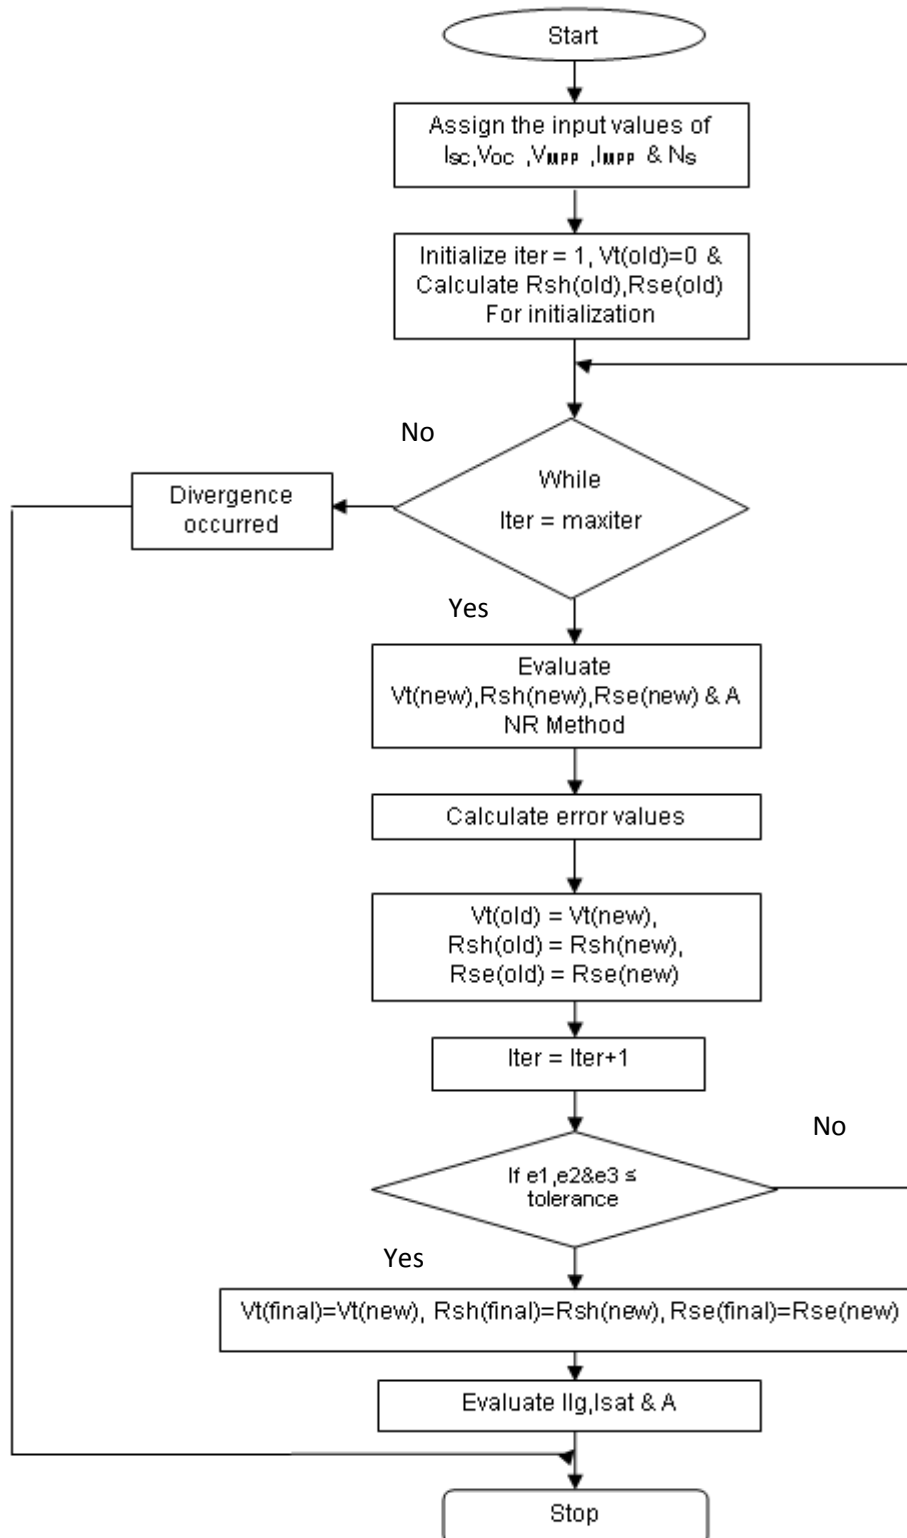 Start
Assign the input values of
Isc,Voc ,VMPP ,IMPP & Ns
Initialize iter = 1, Vt(old)=0 &
Calculate Rsh(old),Rse(old)
For initialization
No
While
Iter = maxiter
Divergence
occurred
Yes
Evaluate
Vt(new),Rsh(new),Rse(new) & A
NR Method
Calculate error values
Vt(old) = Vt(new),
Rsh(old) = Rsh(new),
Rse(old) = Rse(new)
Iter = Iter+1
If e1,e2&e3 ≤
tolerance
No
Yes
Vt(final)=Vt(new), Rsh(final)=Rsh(new), Rse(final)=Rse(new)
Evaluate Ilg,Isat & A
Stop